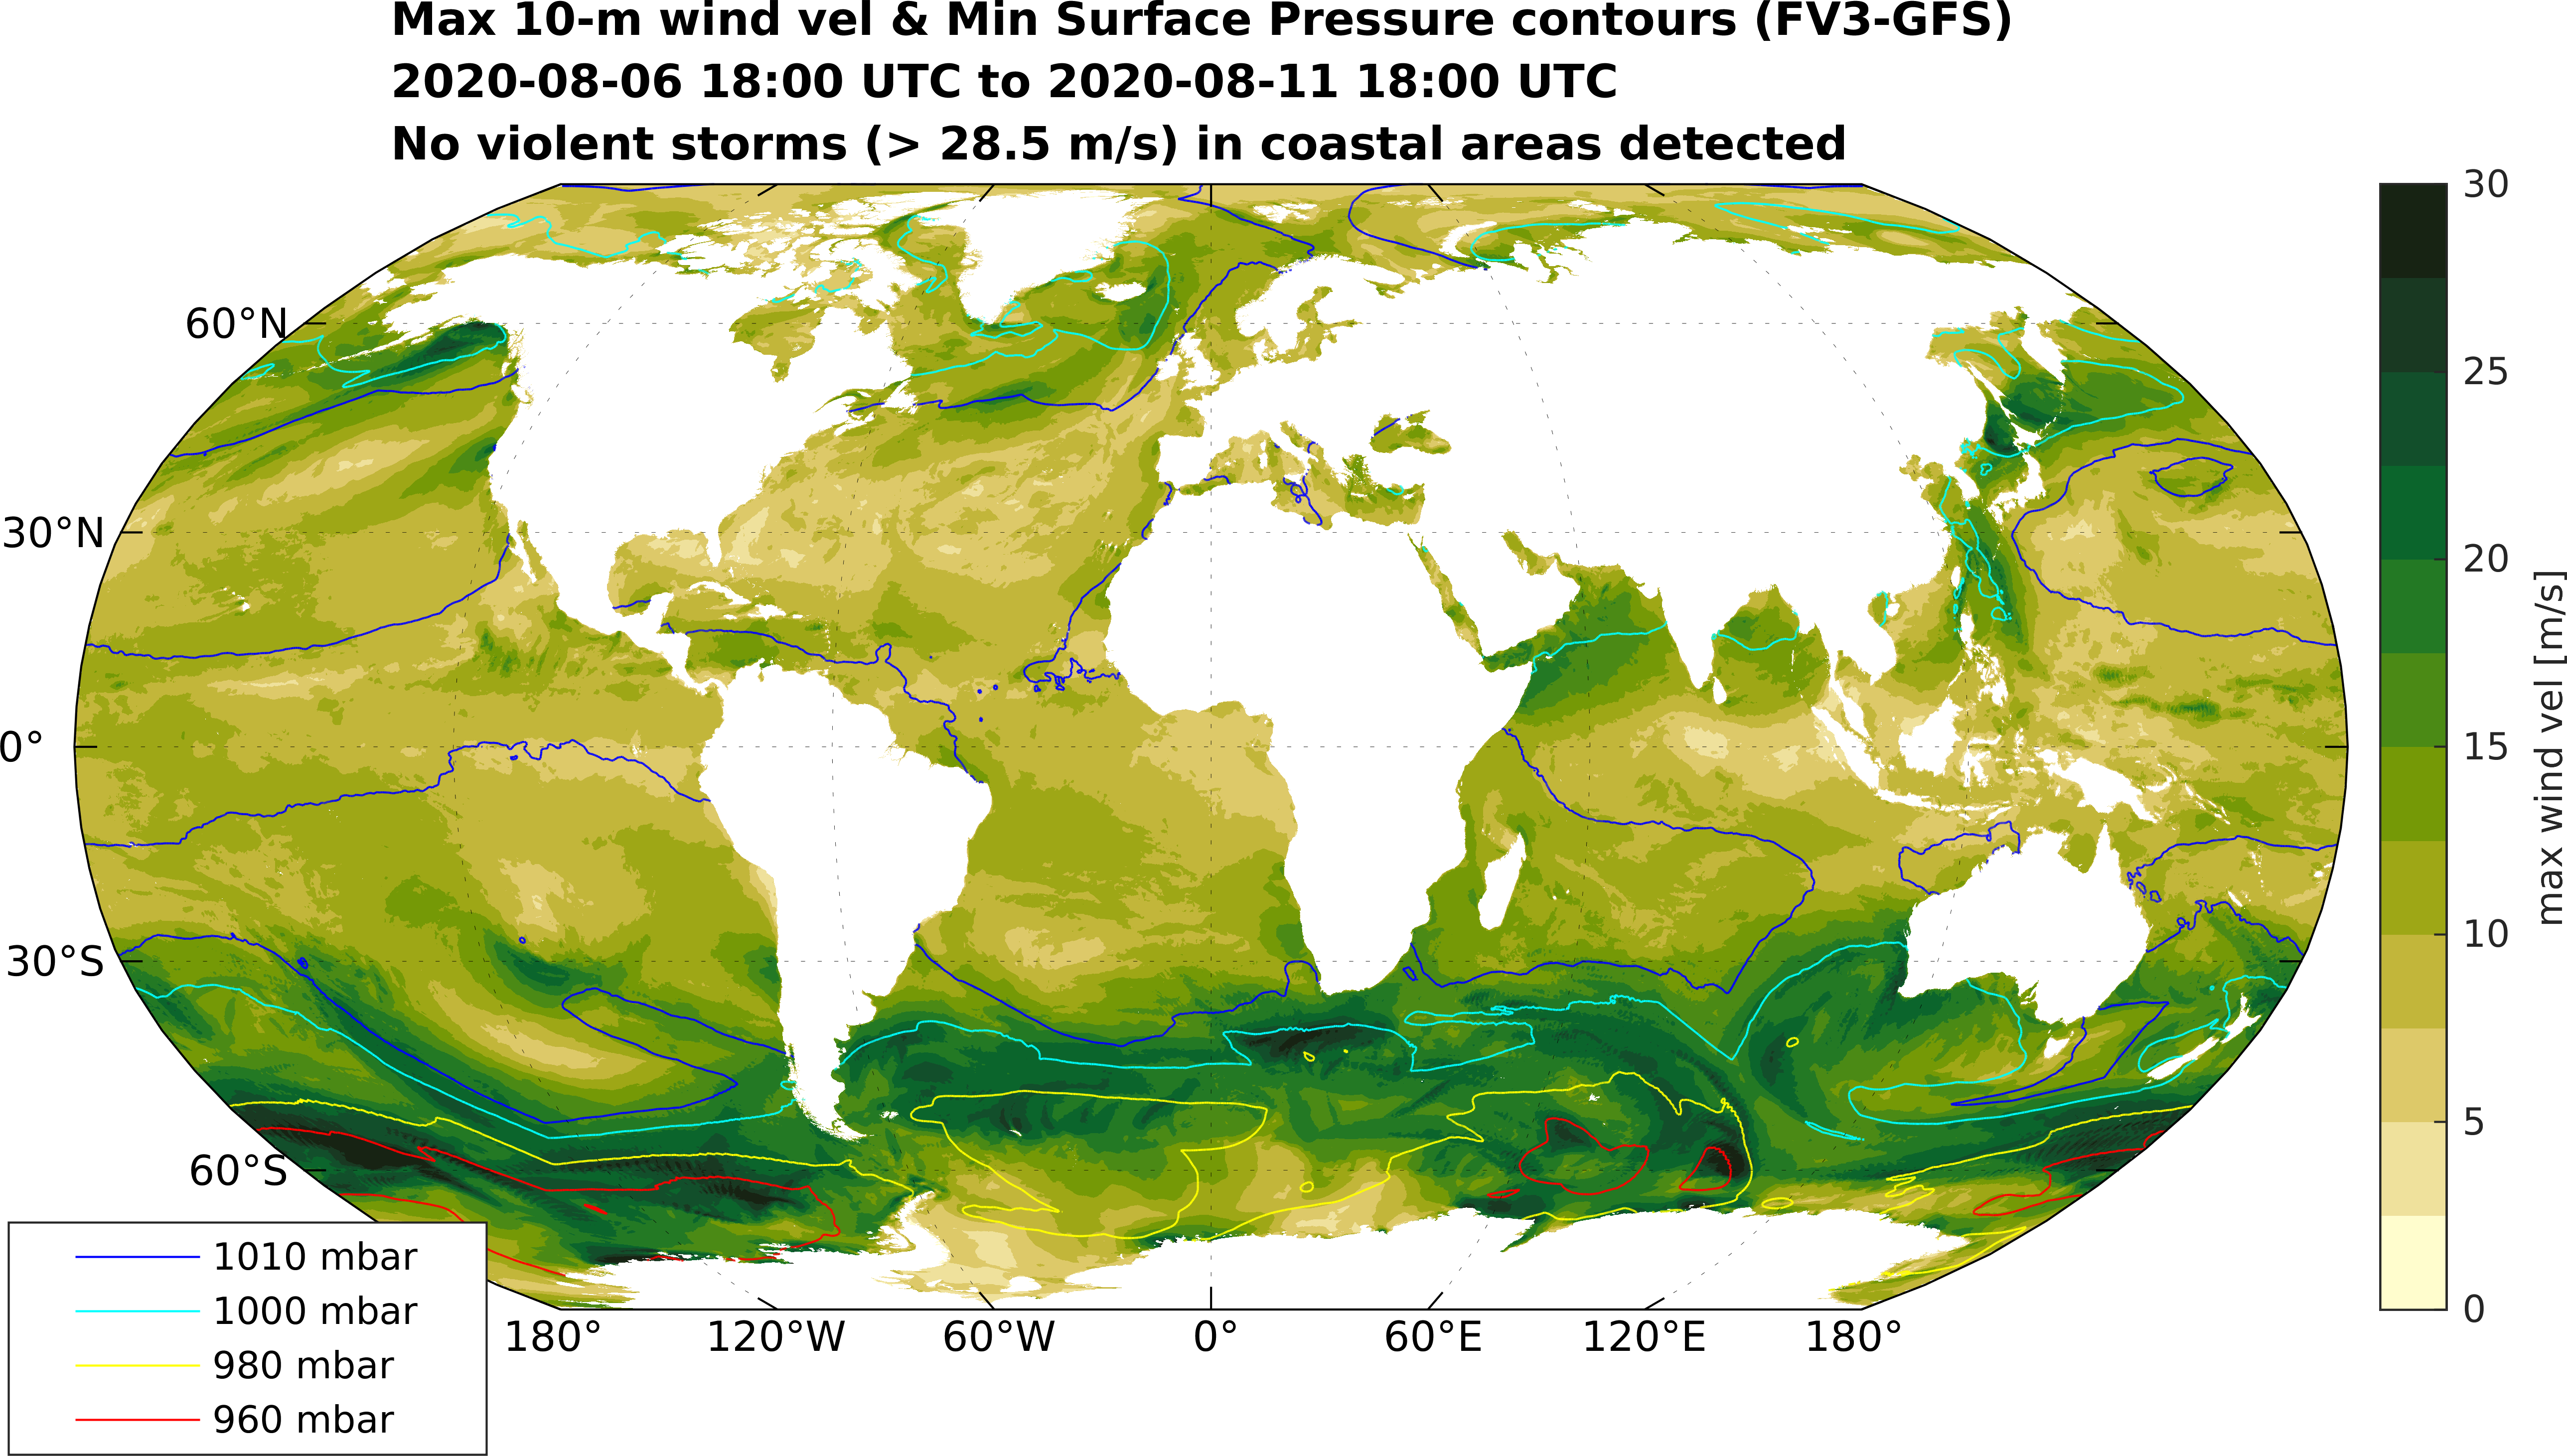 Max 10-m wind vel & Min Surface Pressure contours (FV3-GFS)
2020-08-06 18:00 UTC to 2020-08-11 18:00 UTC
No violent storms (> 28.5 m/s) in coastal areas detected
60°N
30°N
0°
30°S
60°S
180°
120°W
60°W
0°
60°E
120°E
180°
1010 mbar
1000 mbar
980 mbar
960 mbar
30
25
20
15
10
5
0
max wind vel [m/s]